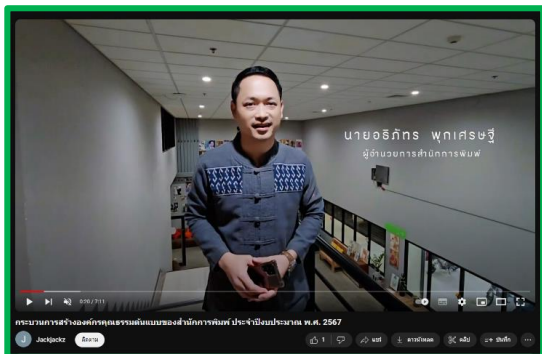 นายอธิภัทร พุกเศรษฐี
ผู้อำนวยการสำนักการพิมพ์
0:20 / 7:11
กระบวนการสร้างองค์กรคุณธรรมต้นแบบของสำนักการพิมพ์ ประจำปีงบประมาณ พ.ศ. 2567
J Jackjackz ติดตาม 1 แชร์ ดาวน์โหลด คลิป บันทึก